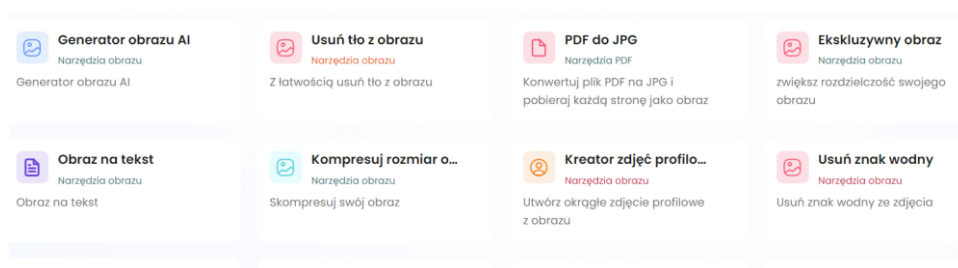 Generator obrazu AI
Narzędzia obrazu
Generator obrazu AI
Usuń tło z obrazu
Narzędzia obrazu
Z łatwością usuń tło z obrazu
PDF do JPG
Narzędzia PDF
Konwertuj plik PDF na JPG i
pobieraj każdą stronę jako obraz
Ekskluzywny obraz
Narzędzia obrazu
zwiększ rozdzielczość swojego
obrazu
Obraz na tekst
Narzędzia obrazu
Obraz na tekst
Kompresuj rozmiar o...
Narzędzia obrazu
Skompresuj swój obraz
Kreator zdjęć profilo...
Narzędzia obrazu
Utwórz okrągłe zdjęcie profilowe
z obrazu
Usuń znak wodny
Narzędzia obrazu
Usuń znak wodny ze zdjęcia